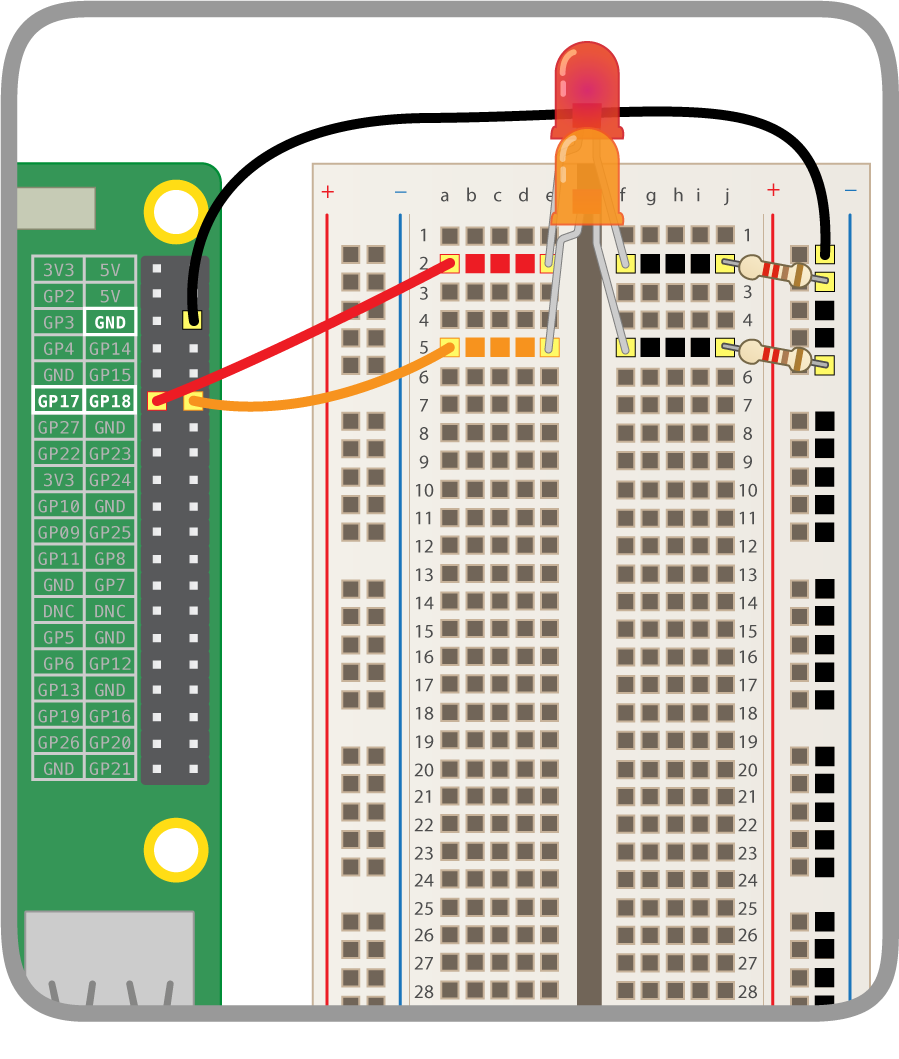 + − a b c d e f g h i j + −
1 1
2
3V3 5V
GP2 5V
3 3
GP3 GND
4 4
GP4 GP14
5
GND GP15
6 6
GP17 GP18
7 7
GP27 GND
8 8
GP22 GP23
9 9
3V3 GP24
10 10
GP10 GND
11 11
GP09 GP25
12 12
GP11 GP8
13 13
GND GP7
14 14
DNC DNC
15 15
GP5 GND
16 16
GP6 GP12
17 17
GP13 GND
18 18
GP19 GP16
19 19
GP26 GP20
20 20
GND GP21
21 21
22 22
23 23
24 24
25 25
26 26
27 27
28 28